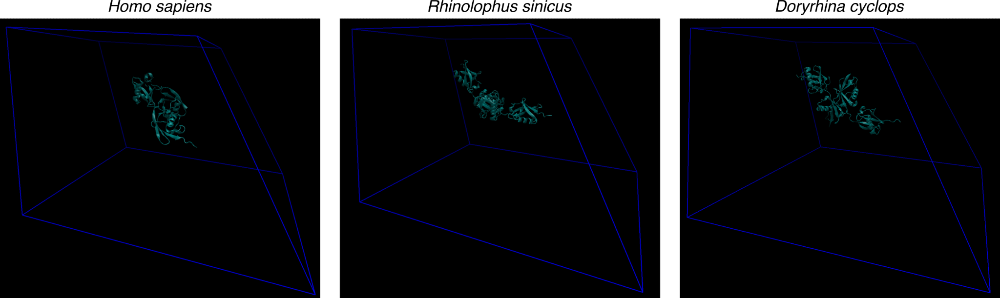 Homo sapiens
Rhinolophus sinicus
Doryrhina cyclops